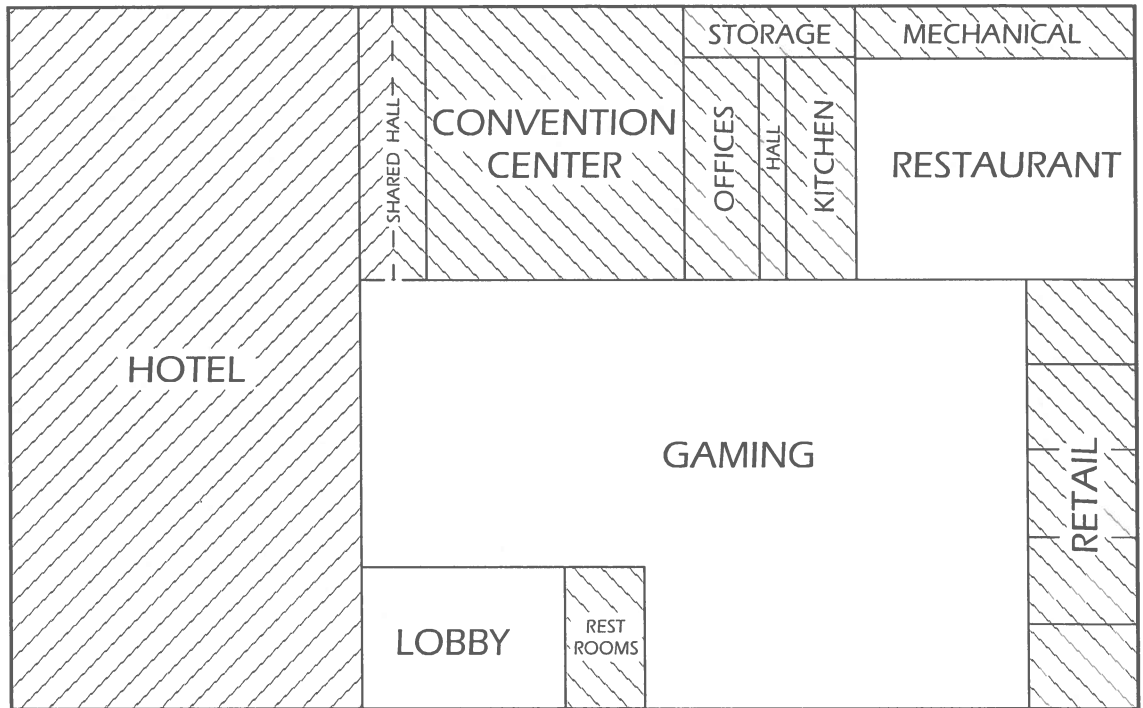 STORAGE
MECHANICAL
SHARED HALL
CONVENTION
CENTER
OFFICES
HALL
KITCHEN
RESTAURANT
HOTEL
GAMING
RETAIL
LOBBY
REST
ROOMS